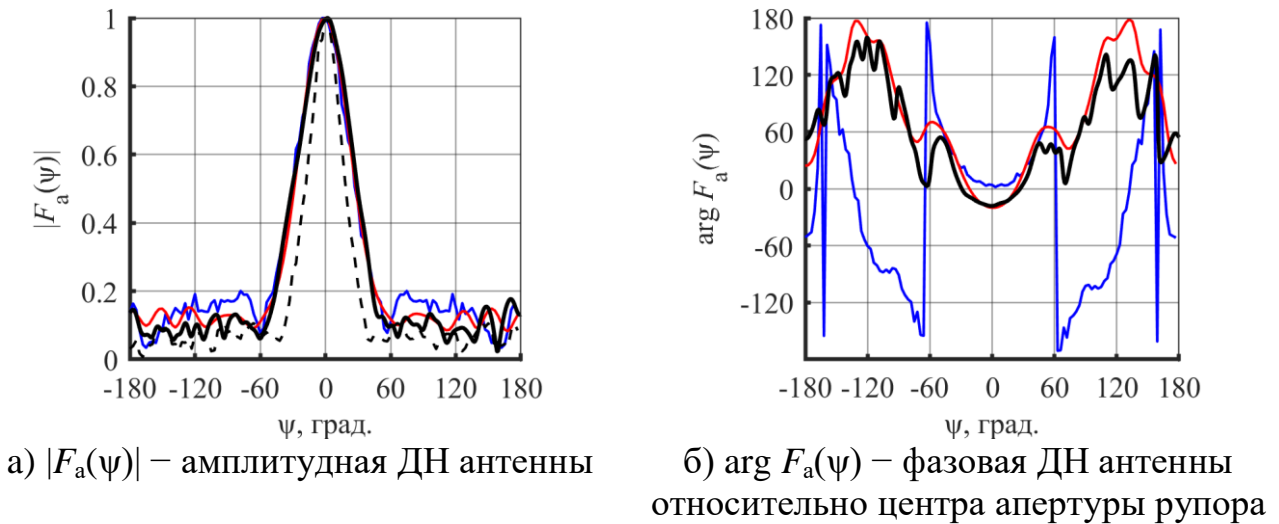 1
0.8
0.6
0.4
0.2
0
-180 -120 -60 0 60 120 180
ψ, град.
|Fa(ψ)|
а) |Fa(ψ)| − амплитудная ДН антенны
180
120
60
0
-60
-120
-180 -120 -60 0 60 120 180
ψ, град.
arg Fa(ψ)
б) arg Fа(ψ) − фазовая ДН антенны
относительно центра апертуры рупора